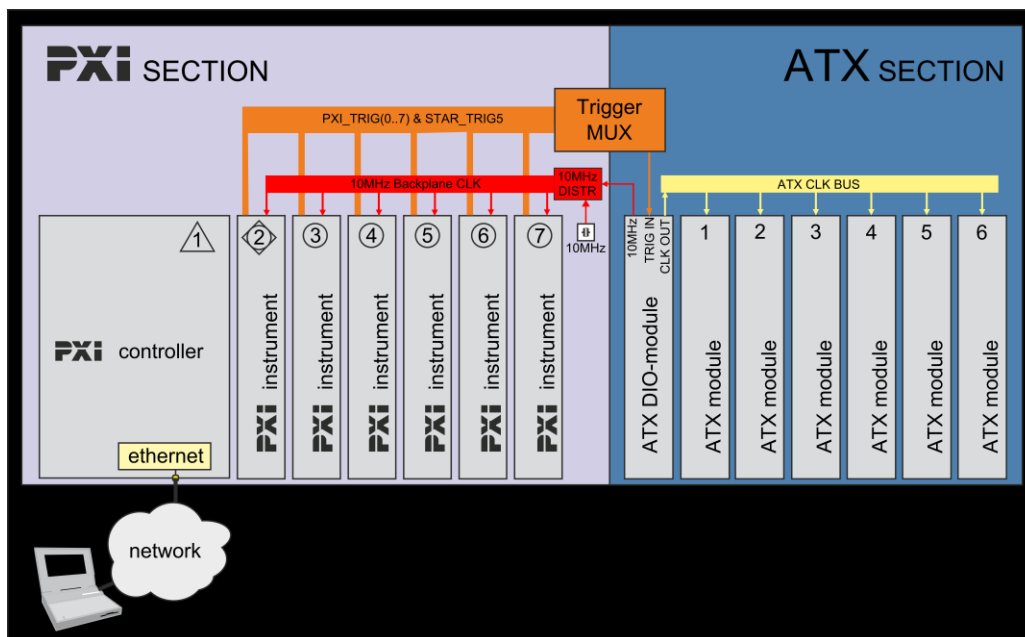 PXI SECTION
ATX SECTION
Trigger
MUX
PXI_TRIG(0..7) & STAR_TRIG5
10MHz Backplane CLK
10MHz
DISTR
ATX CLK BUS
1
2
3
4
5
6
7
10MHz
10MHz
TRIG IN
CLK OUT
1
2
3
4
5
6
PXI controller
PXI instrument
PXI instrument
PXI instrument
PXI instrument
PXI instrument
PXI instrument
ATX DIO-module
ATX module
ATX module
ATX module
ATX module
ATX module
ATX module
ethernet
network